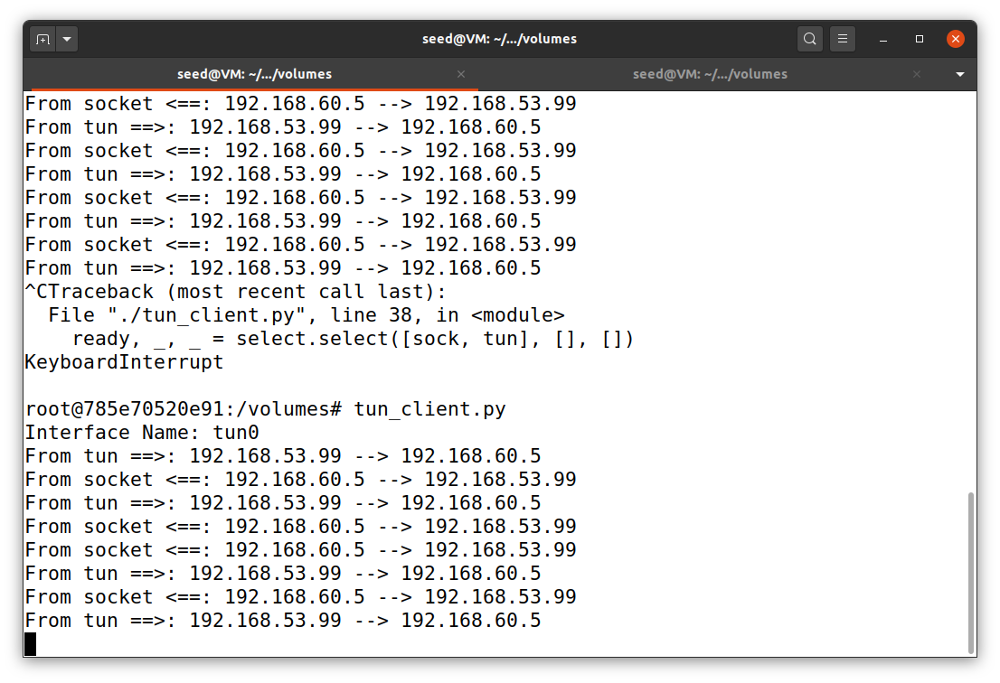 seed@VM: ~/.../volumes
seed@VM: ~/.../volumes
seed@VM: ~/.../volumes
From socket <==: 192.168.60.5 --> 192.168.53.99
From tun ==>: 192.168.53.99 --> 192.168.60.5
From socket <==: 192.168.60.5 --> 192.168.53.99
From tun ==>: 192.168.53.99 --> 192.168.60.5
From socket <==: 192.168.60.5 --> 192.168.53.99
From tun ==>: 192.168.53.99 --> 192.168.60.5
From socket <==: 192.168.60.5 --> 192.168.53.99
From tun ==>: 192.168.53.99 --> 192.168.60.5
^CTraceback (most recent call last):
  File "./tun_client.py", line 38, in <module>
    ready, _, _ = select.select([sock, tun], [], [])
KeyboardInterrupt

root@785e70520e91:/volumes# tun_client.py
Interface Name: tun0
From tun ==>: 192.168.53.99 --> 192.168.60.5
From socket <==: 192.168.60.5 --> 192.168.53.99
From tun ==>: 192.168.53.99 --> 192.168.60.5
From socket <==: 192.168.60.5 --> 192.168.53.99
From socket <==: 192.168.60.5 --> 192.168.53.99
From tun ==>: 192.168.53.99 --> 192.168.60.5
From socket <==: 192.168.60.5 --> 192.168.53.99
From tun ==>: 192.168.53.99 --> 192.168.60.5